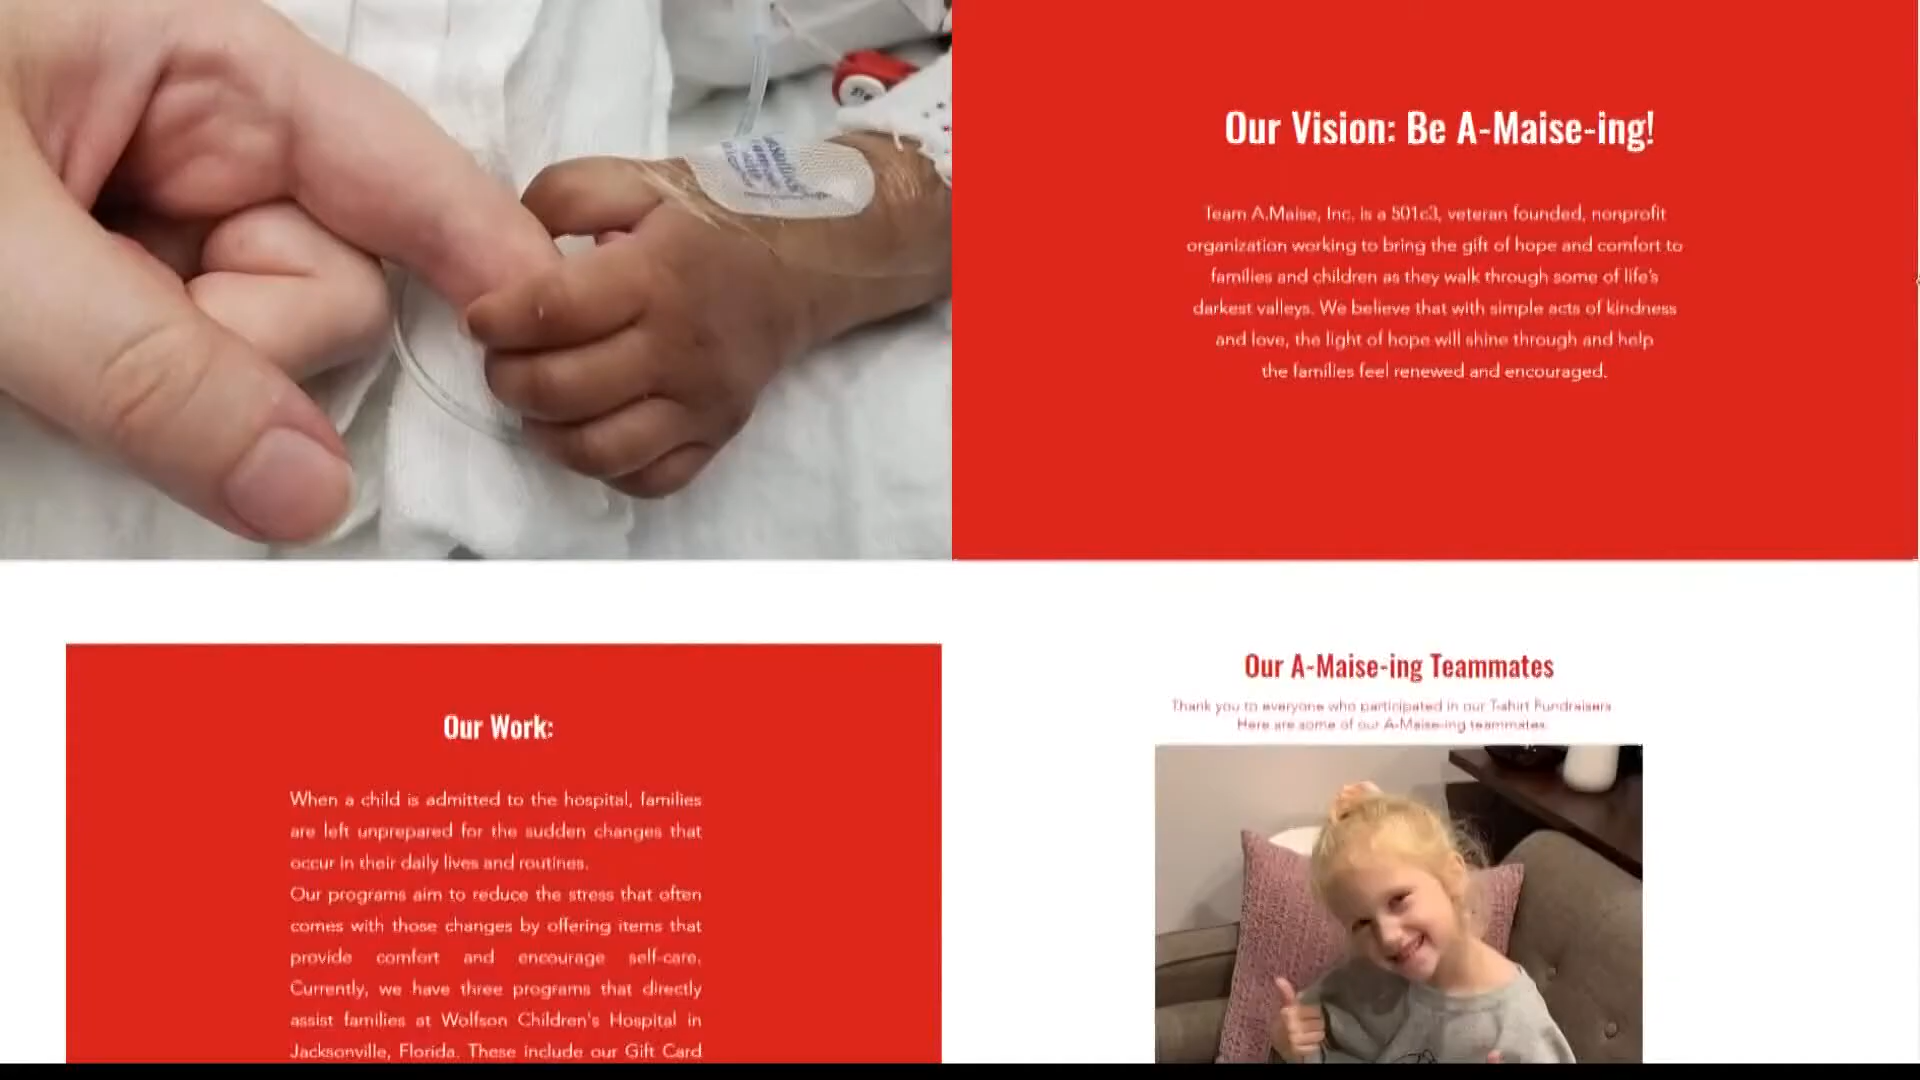 Our Vision: Be A-Maise-ing!
Team A.Maise, Inc. is a 501c3, veteran founded, nonprofit
organization working to bring the gift of hope and comfort to
families and children as they walk through some of life's
darkest valleys. We believe that with simple acts of kindness
and love, the light of hope will shine through and help
the families feel renewed and encouraged.
Our Work:
When a child is admitted to the hospital, families
are left unprepared for the sudden changes that
occur in their daily lives and routines.
Our programs aim to reduce the stress that often
comes with those changes by offering items that
provide comfort and encourage self-care.
Currently, we have three programs that directly
assist families at Wolfson Children's Hospital in
Jacksonville, Florida. These include our Gift Card
Our A-Maise-ing Teammates
Thank you to everyone who participated in our T-shirt Fundraisers
Here are some of our A-Maise-ing teammates.